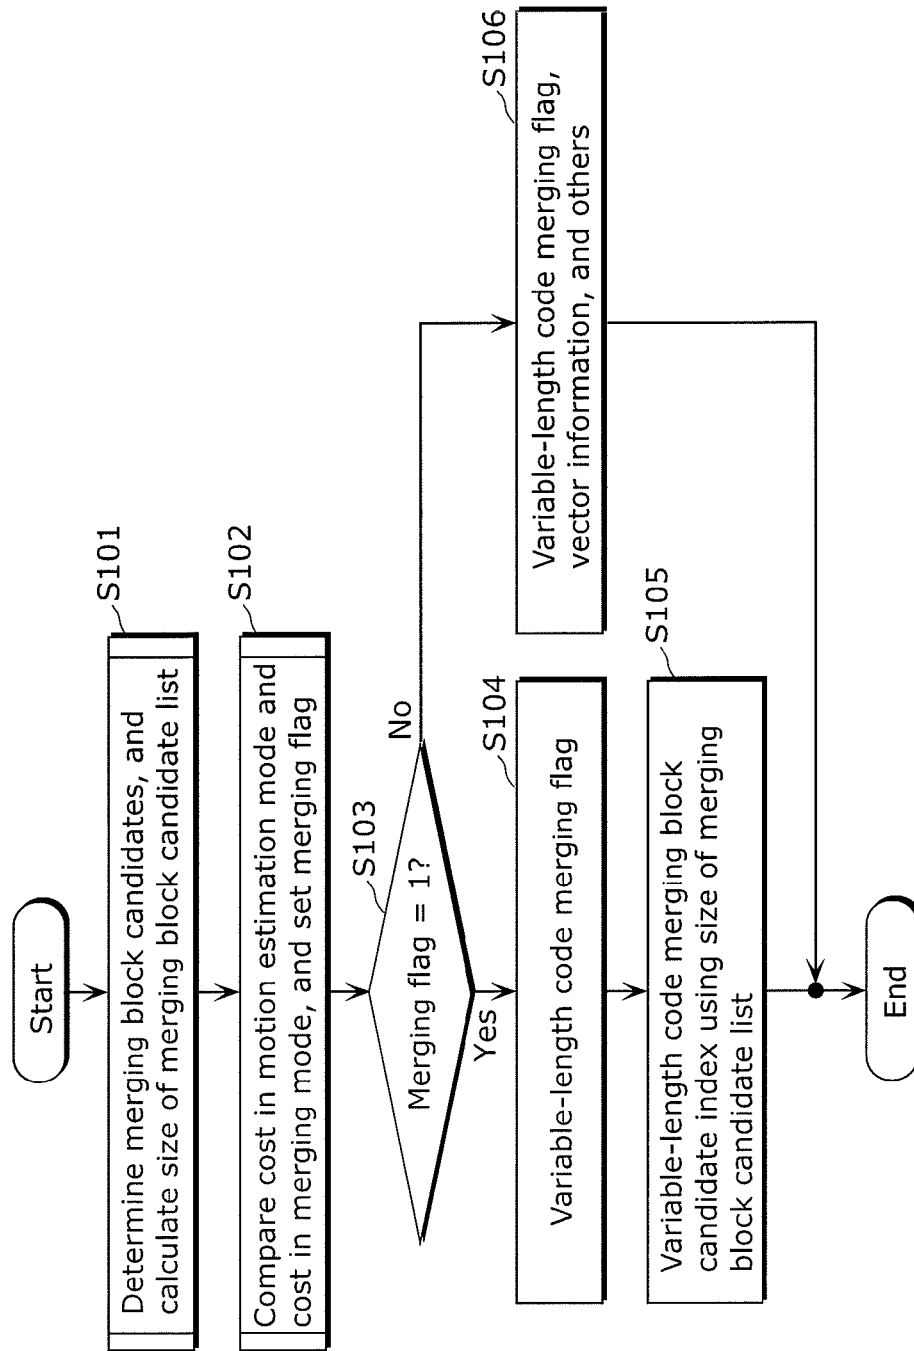 Start
S101
Determine merging block candidates, and
calculate size of merging block candidate list
S102
Compare cost in motion estimation mode and
cost in merging mode, and set merging flag
S103
Merging flag = 1?
No
Yes
S104
Variable-length code merging flag
S105
Variable-length code merging block
candidate index using size of merging
block candidate list
S106
Variable-length code merging flag,
vector information, and others
End